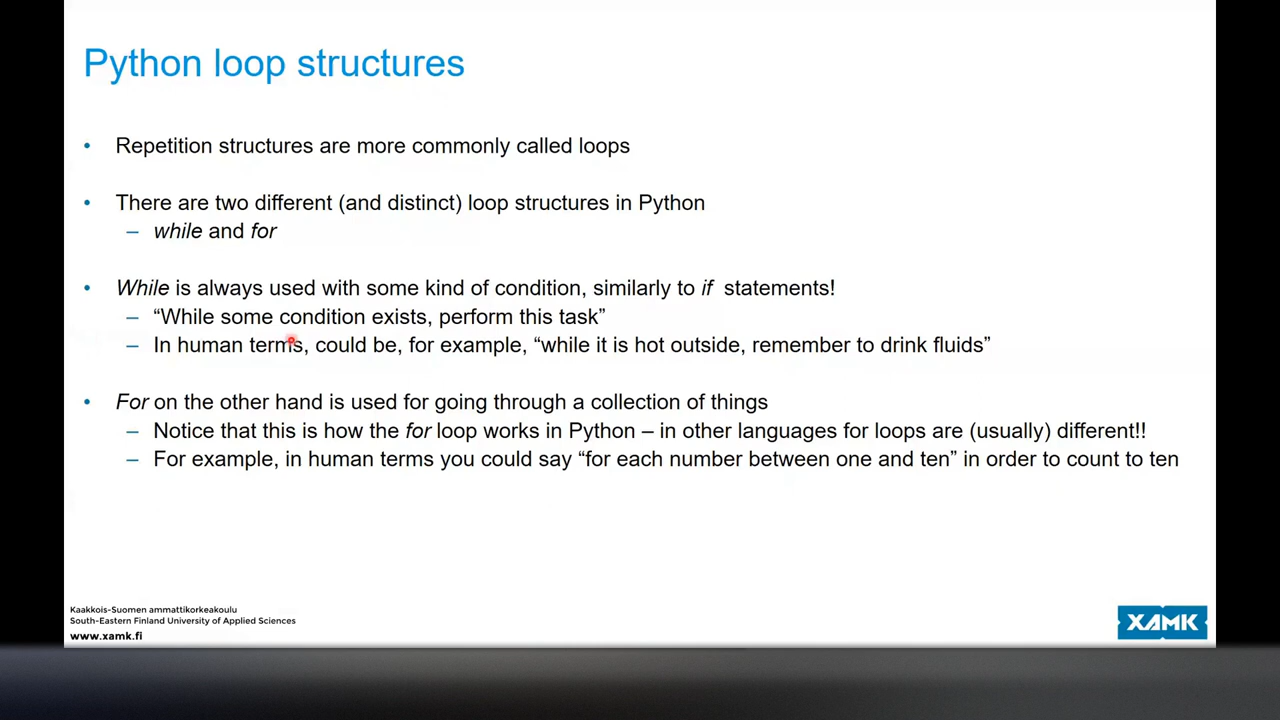 Python loop structures
• Repetition structures are more commonly called loops
• There are two different (and distinct) loop structures in Python
– while and for
• While is always used with some kind of condition, similarly to if statements!
– “While some condition exists, perform this task”
– In human terms, could be, for example, “while it is hot outside, remember to drink fluids”
• For on the other hand is used for going through a collection of things
– Notice that this is how the for loop works in Python – in other languages for loops are (usually) different!!
– For example, in human terms you could say “for each number between one and ten” in order to count to ten
Kaakkois-Suomen ammattikorkeakoulu
South-Eastern Finland University of Applied Sciences
www.xamk.fi
XAMK